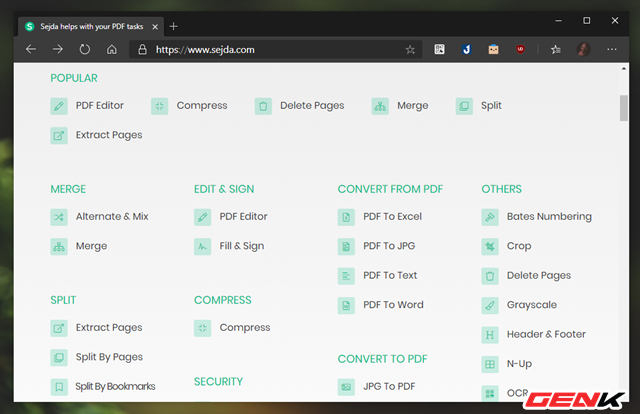 Sejda helps with your PDF tasks
https://www.sejda.com
POPULAR
PDF Editor Compress Delete Pages Merge Split
Extract Pages
MERGE
Alternate & Mix
Merge
EDIT & SIGN
PDF Editor
Fill & Sign
CONVERT FROM PDF
PDF To Excel
PDF To JPG
PDF To Text
PDF To Word
OTHERS
Bates Numbering
Crop
Delete Pages
Grayscale
Header & Footer
N-Up
OCR
SPLIT
Extract Pages
Split By Pages
Split By Bookmarks
COMPRESS
Compress
SECURITY
CONVERT TO PDF
JPG To PDF
GENK